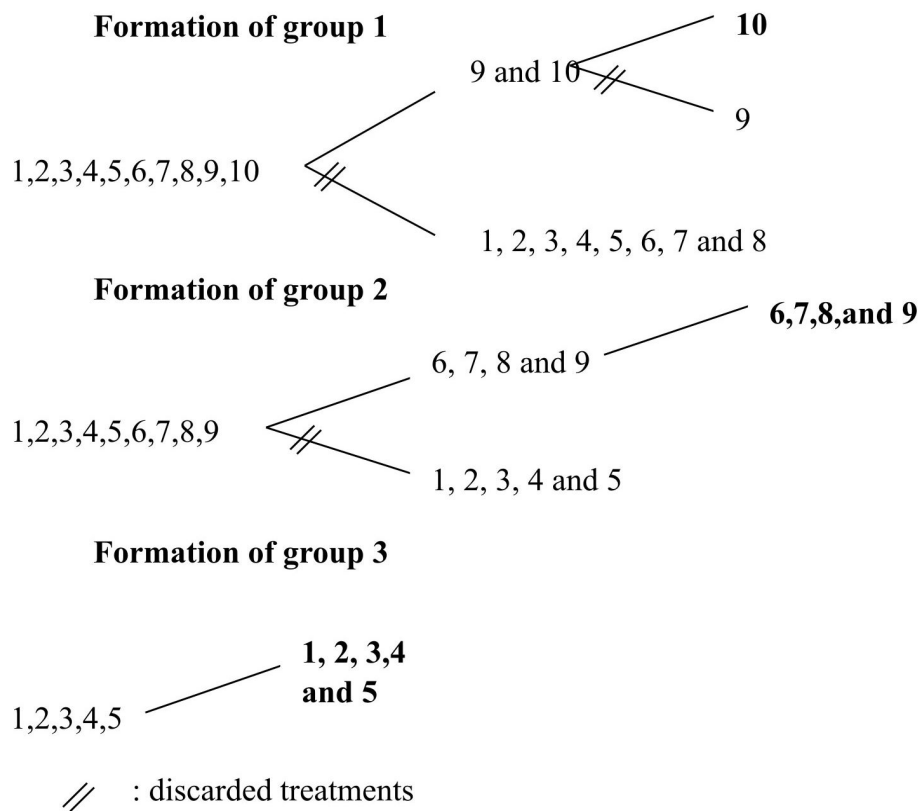 Formation of group 1
10
9 and 10
9
1,2,3,4,5,6,7,8,9,10
1, 2, 3, 4, 5, 6, 7 and 8
Formation of group 2
6,7,8,and 9
6, 7, 8 and 9
1,2,3,4,5,6,7,8,9
1, 2, 3, 4 and 5
Formation of group 3
1, 2, 3,4
and 5
1,2,3,4,5
: discarded treatments